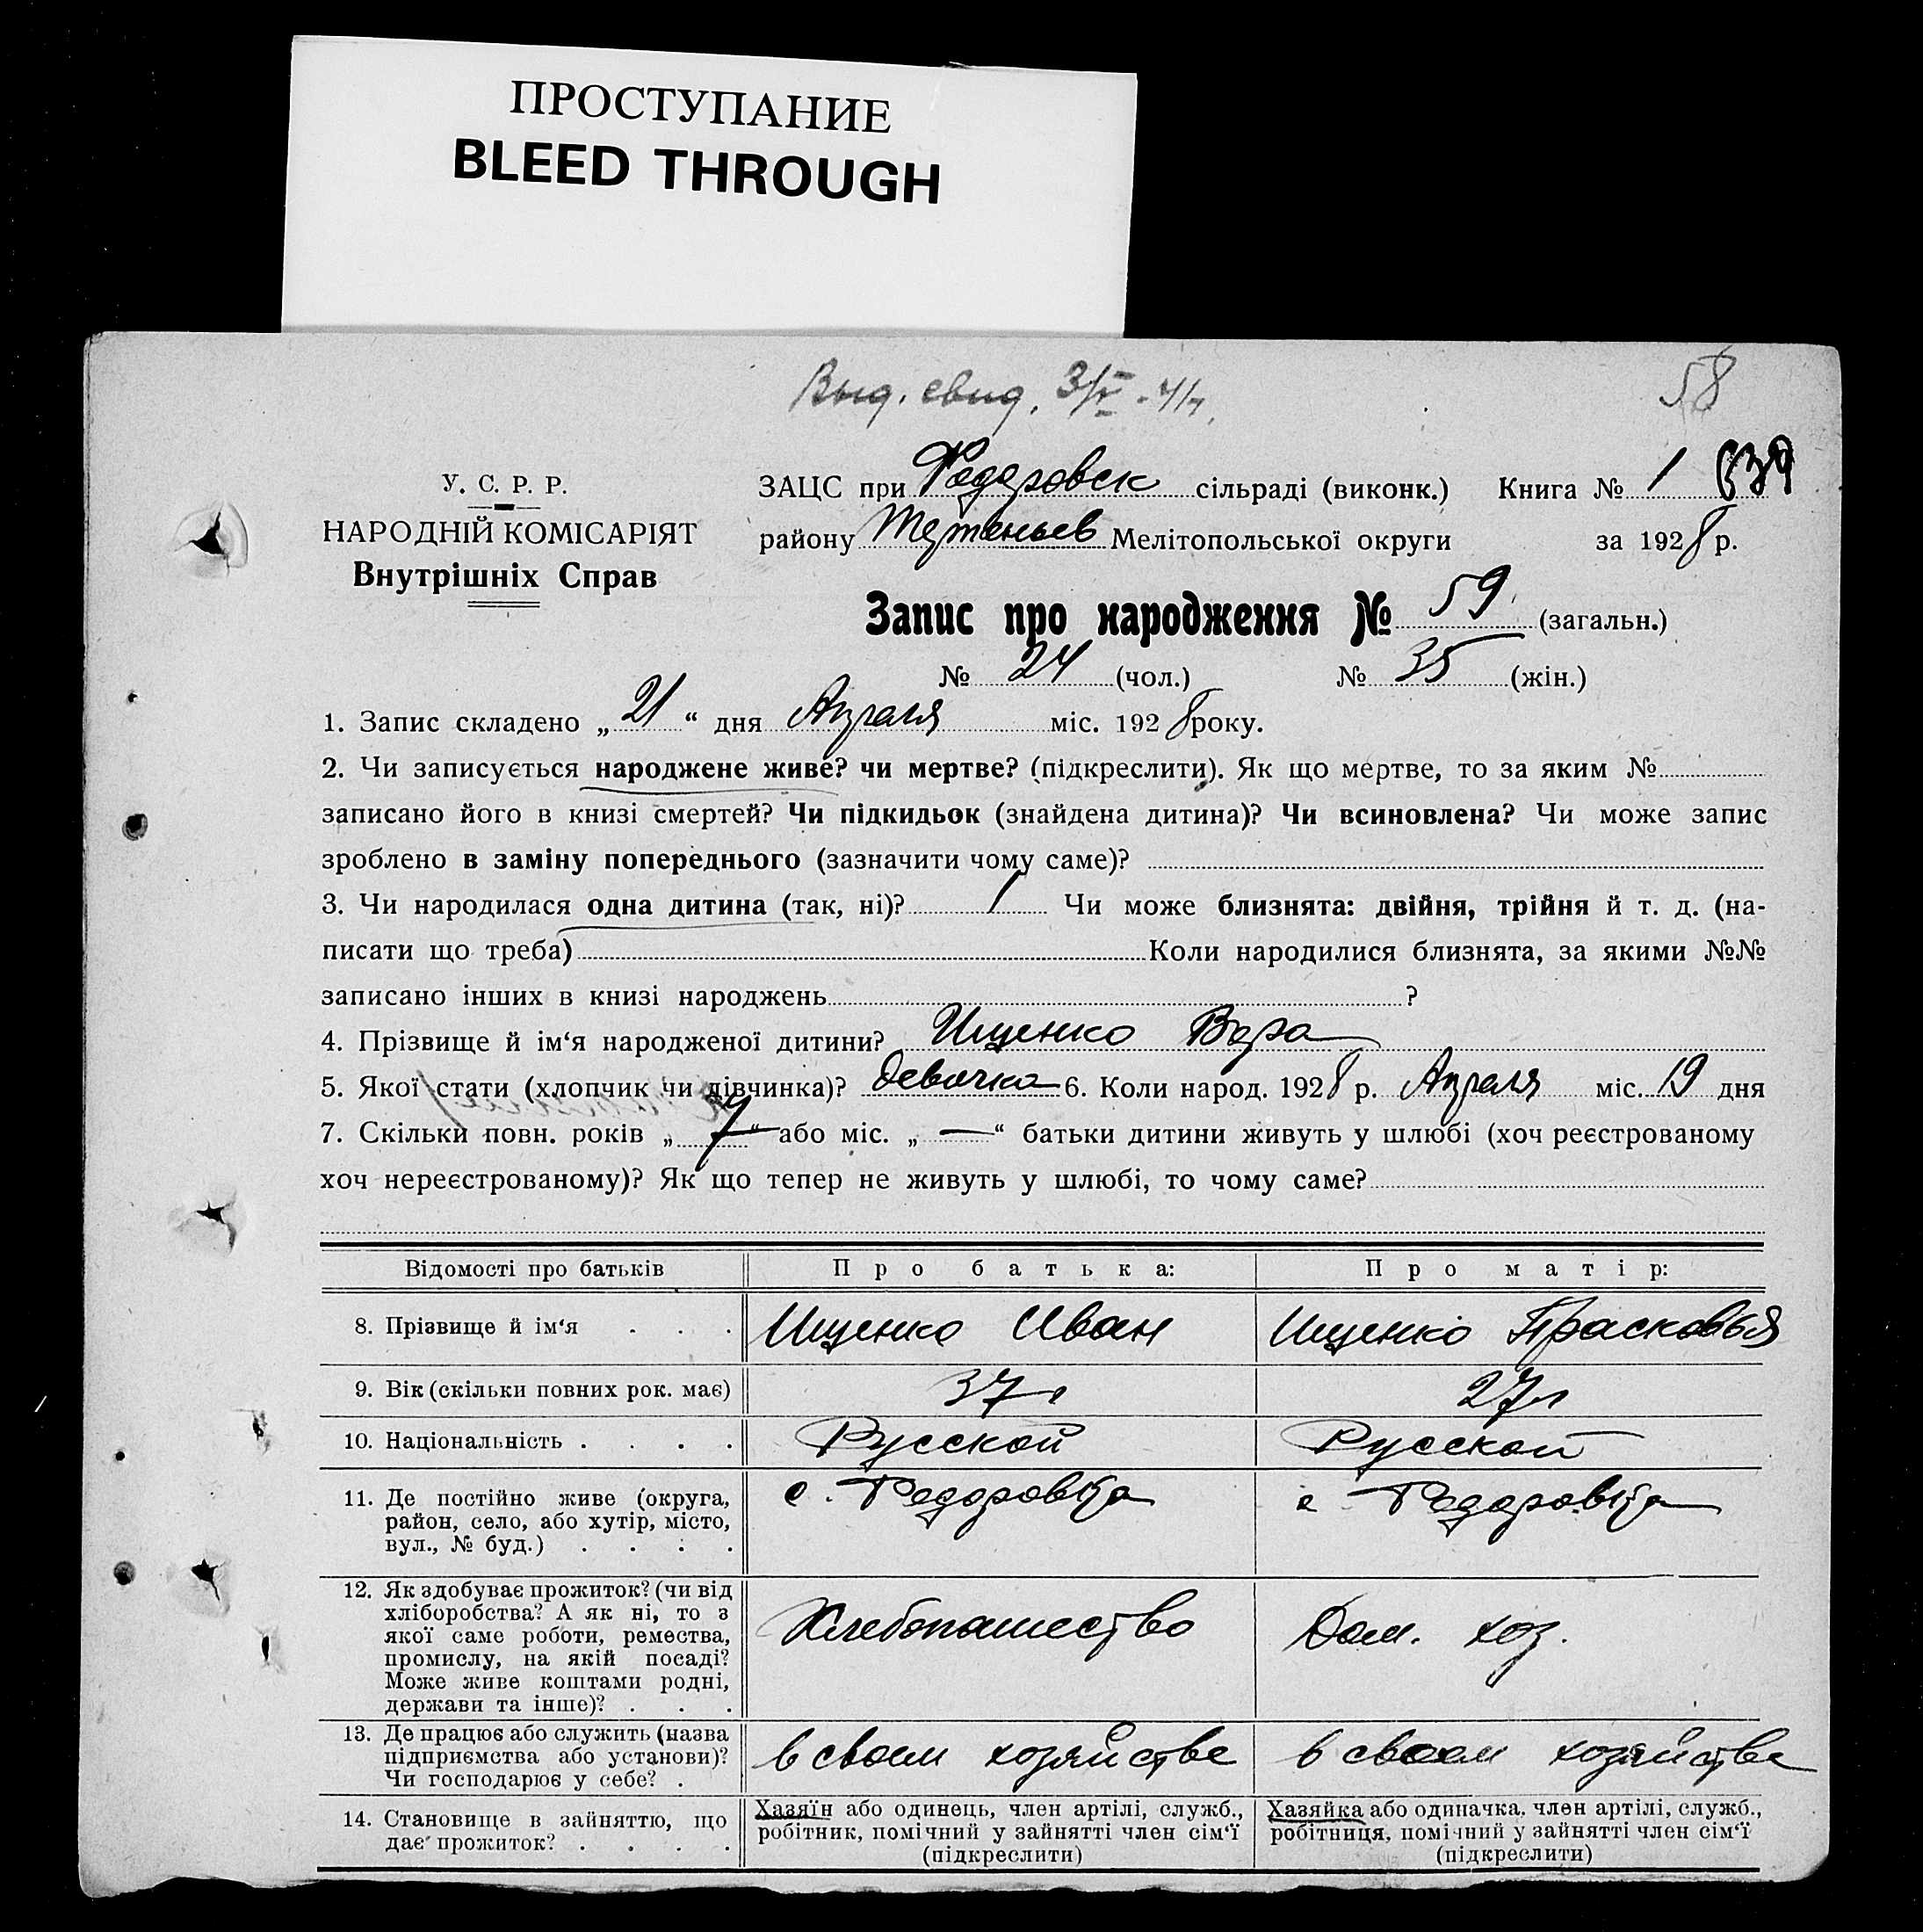 ПРОСТУПАНИЕ
BLEED THROUGH
Выд. свид. 3/V-41г.
58
У. С. Р. Р.
НАРОДНІЙ КОМІСАРІЯТ
Внутрішніх Справ
ЗАЦС при Федоровск сільраді (виконк.) Книга № 1 639
району Мелітопольської округи за 1928 р.
Запис про народження № 59 (загальн.)
№ 24 (чол.) № 35 (жін.)
1. Запис складено „ 21 “ дня Апреля міс. 1928 року.
2. Чи записується народжене живе? чи мертве? (підкреслити). Як що мертве, то за яким №
записано його в книзі смертей? Чи підкидьок (знайдена дитина)? Чи всиновлена? Чи може запис
зроблено в заміну попереднього (зазначити чому саме)?
3. Чи народилася одна дитина (так, ні)? 1 Чи може близнята: двійня, трійня й т. д. (на-
писати що треба) Коли народилися близнята, за якими №№
записано інших в книзі народжень ?
4. Прізвище й ім‘я народженої дитини? Ищенко Вера
5. Якої стати (хлопчик чи дівчинка)? девочка 6. Коли народ. 1928 р. Апреля міс. 19 дня
7. Скільки повн. років „ 7 “ або міс. „ — “ батьки дитини живуть у шлюбі (хоч реєстрованому
хоч нереєстрованому)? Як що тепер не живуть у шлюбі, то чому саме?
Відомості про батьків Про батька: Про матір:
8. Прізвище й ім‘я . . . Ищенко Иван Ищенко Прасковья
9. Вік (скільки повних рок. має) 37 л 27 л
10. Національність . . . . Русской Русской
11. Де постійно живе (округа,
район, село, або хутір, місто,
вул., № буд.) . . . .
с. Федоровка с Федоровка
12. Як здобуває прожиток? (чи від
хліборобства? А як ні, то з
якої саме роботи, ремества,
промислу, на якій посаді?
Може живе коштами родні,
держави та інше)? . . .
Хлебопашество Дом. хоз.
13. Де працює або служить (назва
підприємства або установи)?
Чи господарює у себе? .
в своем хозяйстве в своем хозяйстве
14. Становище в зайняттю, що
дає прожиток? . . . .
Хазяїн або одинець, член артілі, служб.,
робітник, помічний у зайнятті член сім‘ї
(підкреслити)
Хазяйка або одиначка, член артілі, служб.,
робітниця, помічний у зайнятті член сім‘ї
(підкреслити)